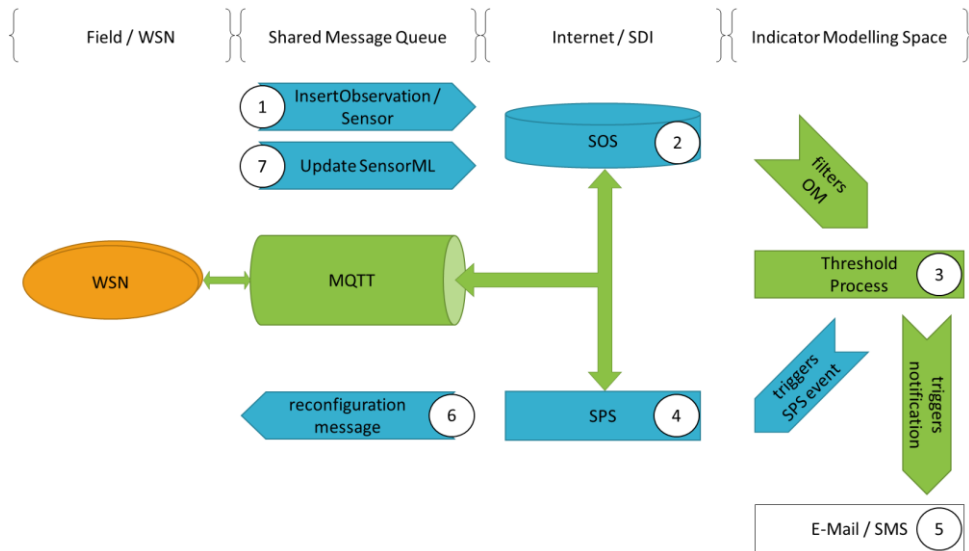 Field / WSN
Shared Message Queue
Internet / SDI
Indicator Modelling Space
1
InsertObservation /
Sensor
7
Update SensorML
SOS
2
filters
OM
WSN
MQTT
Threshold
Process
3
reconfiguration
message
6
SPS
4
triggers
SPS event
triggers
notification
E-Mail / SMS
5